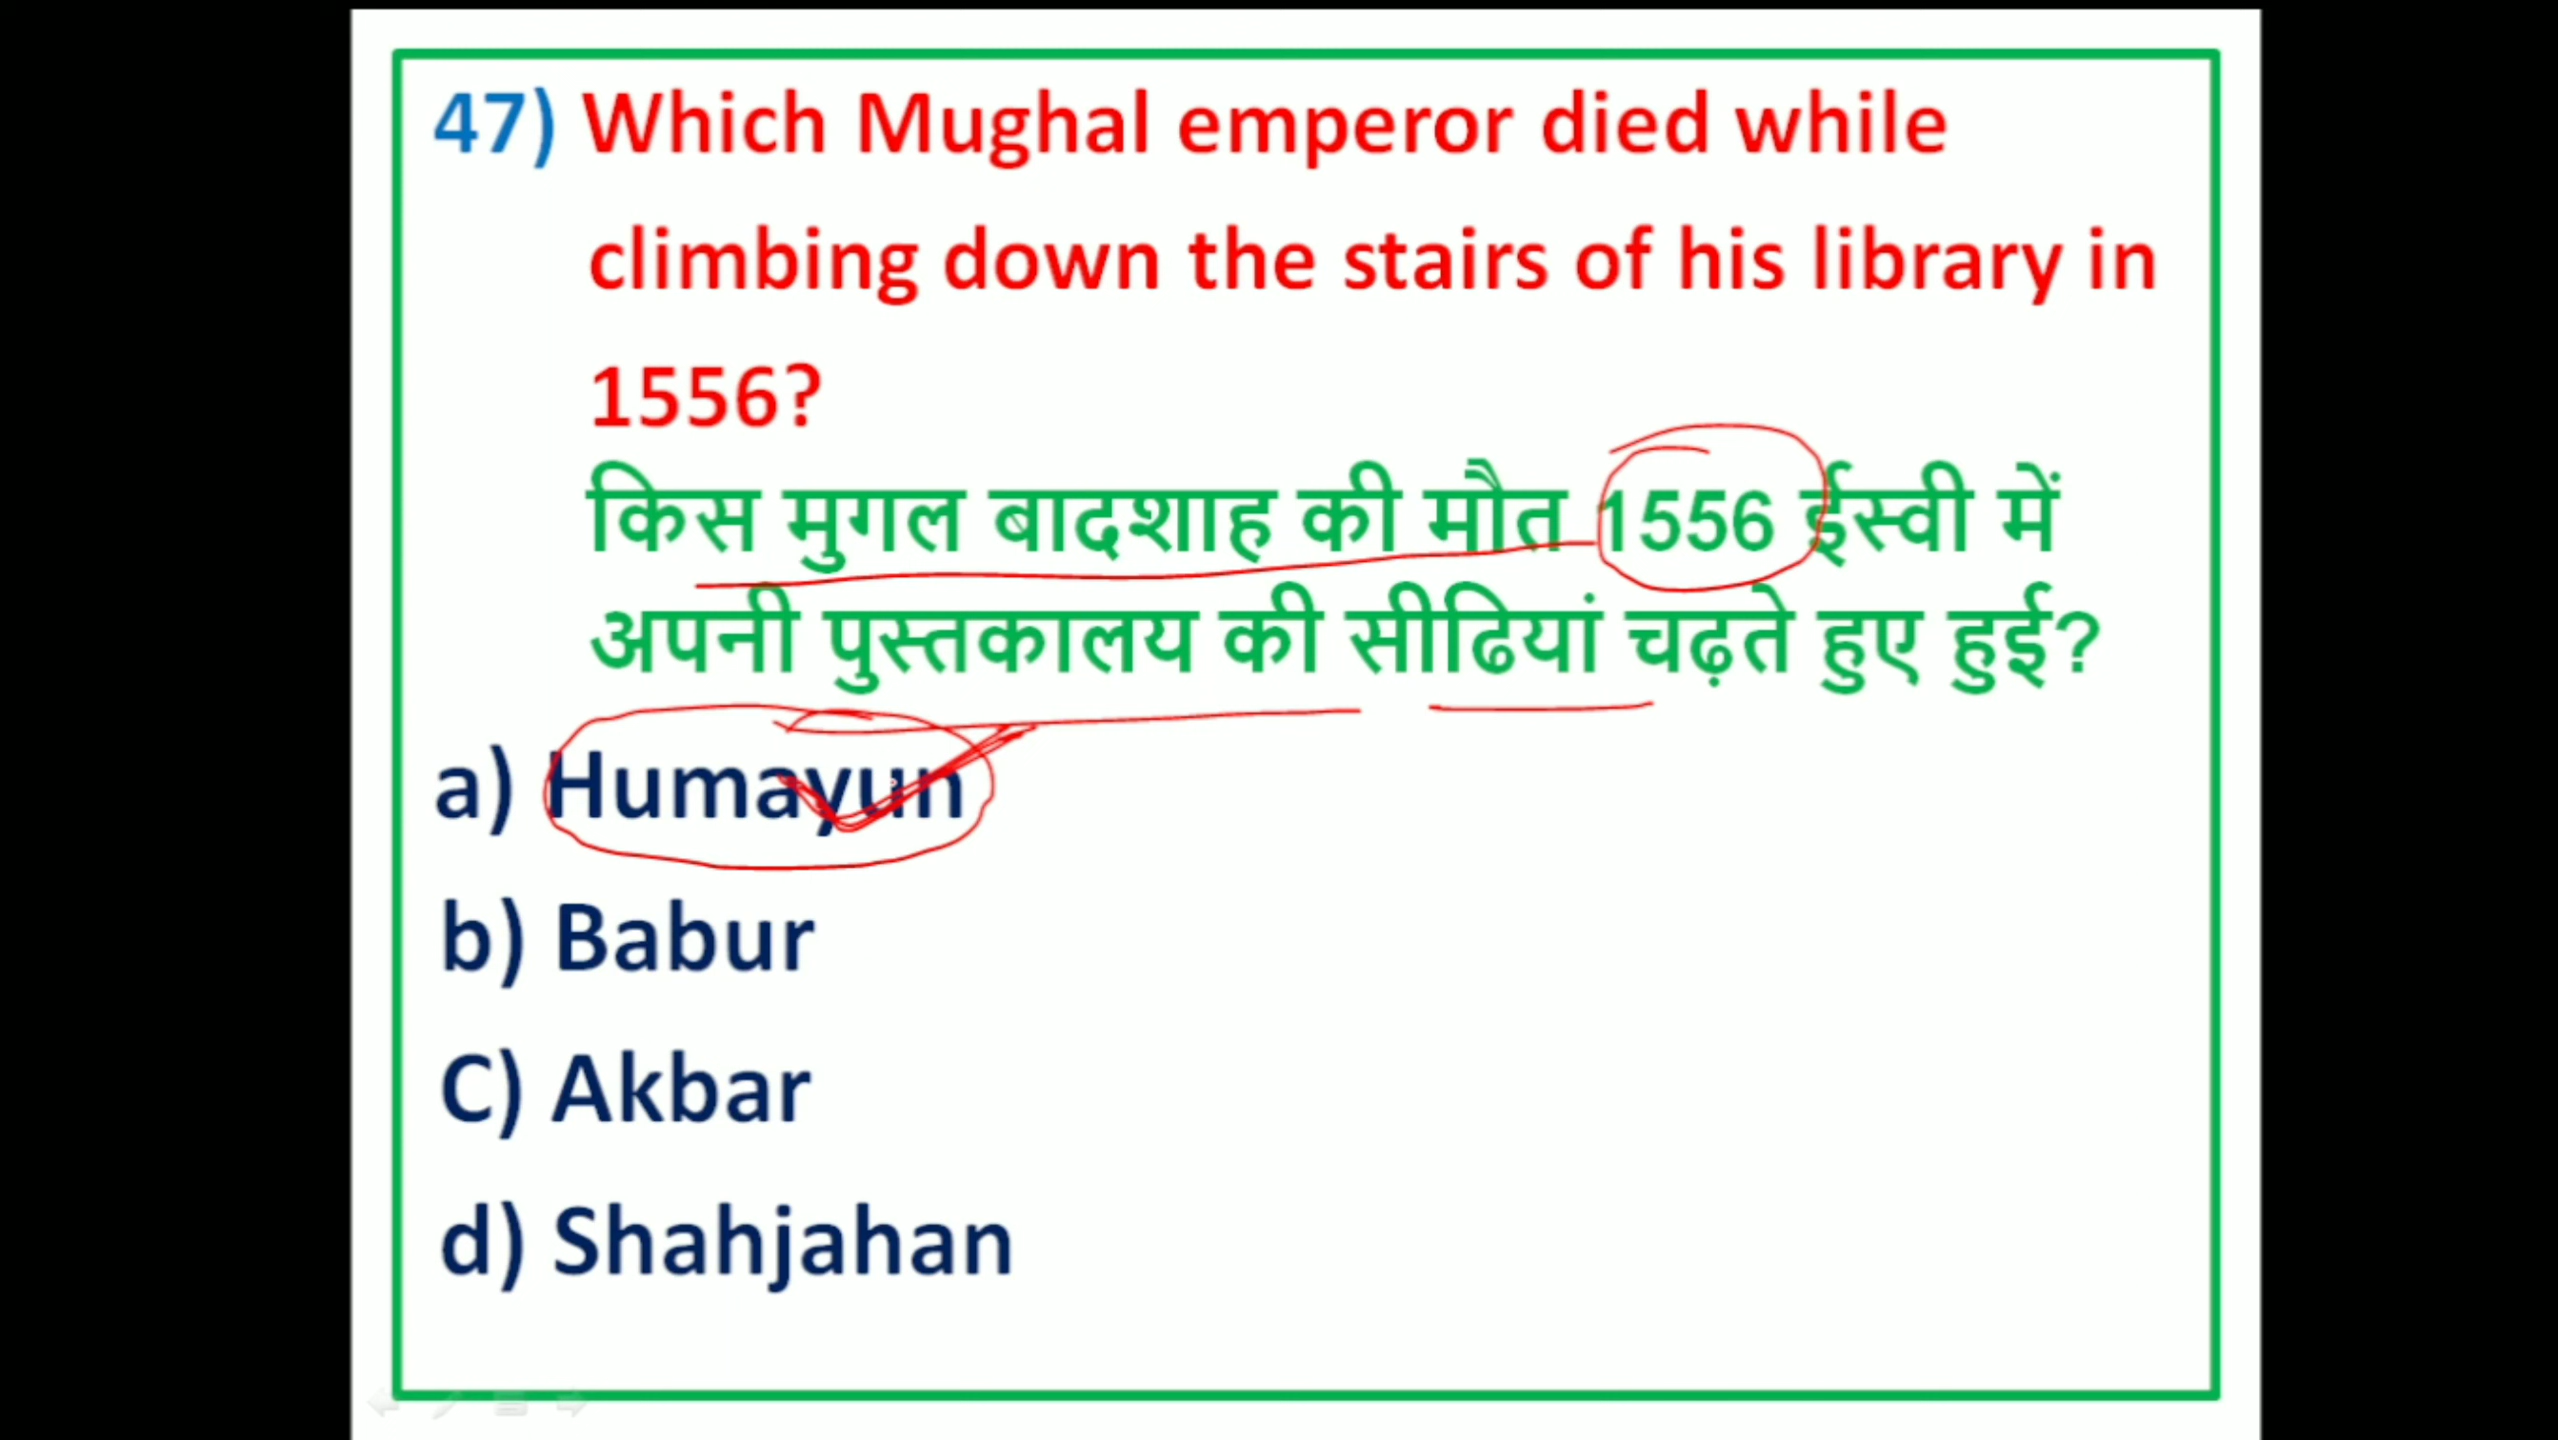 47) Which Mughal emperor died while
climbing down the stairs of his library in
1556?
किस मुगल बादशाह की मौत 1556 ईस्वी में
अपनी पुस्तकालय की सीढियां चढ़ते हुए हुई?
a) Humayun
b) Babur
C) Akbar
d) Shahjahan